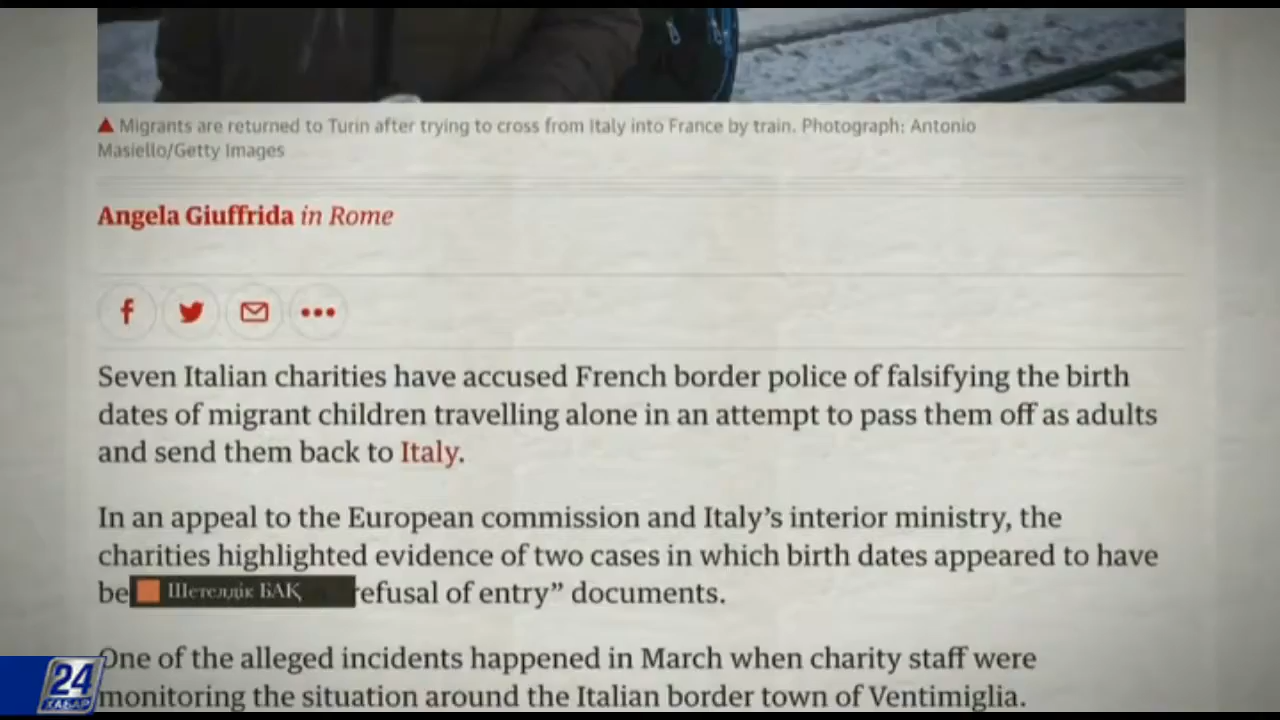 Migrants are returned to Turin after trying to cross from Italy into France by train. Photograph: Antonio
Masiello/Getty Images
Angela Giuffrida in Rome
Seven Italian charities have accused French border police of falsifying the birth
dates of migrant children travelling alone in an attempt to pass them off as adults
and send them back to Italy.
In an appeal to the European commission and Italy’s interior ministry, the
charities highlighted evidence of two cases in which birth dates appeared to have
be
Шетелдік БАҚ
refusal of entry” documents.
One of the alleged incidents happened in March when charity staff were
monitoring the situation around the Italian border town of Ventimiglia.
24
ХАБАР